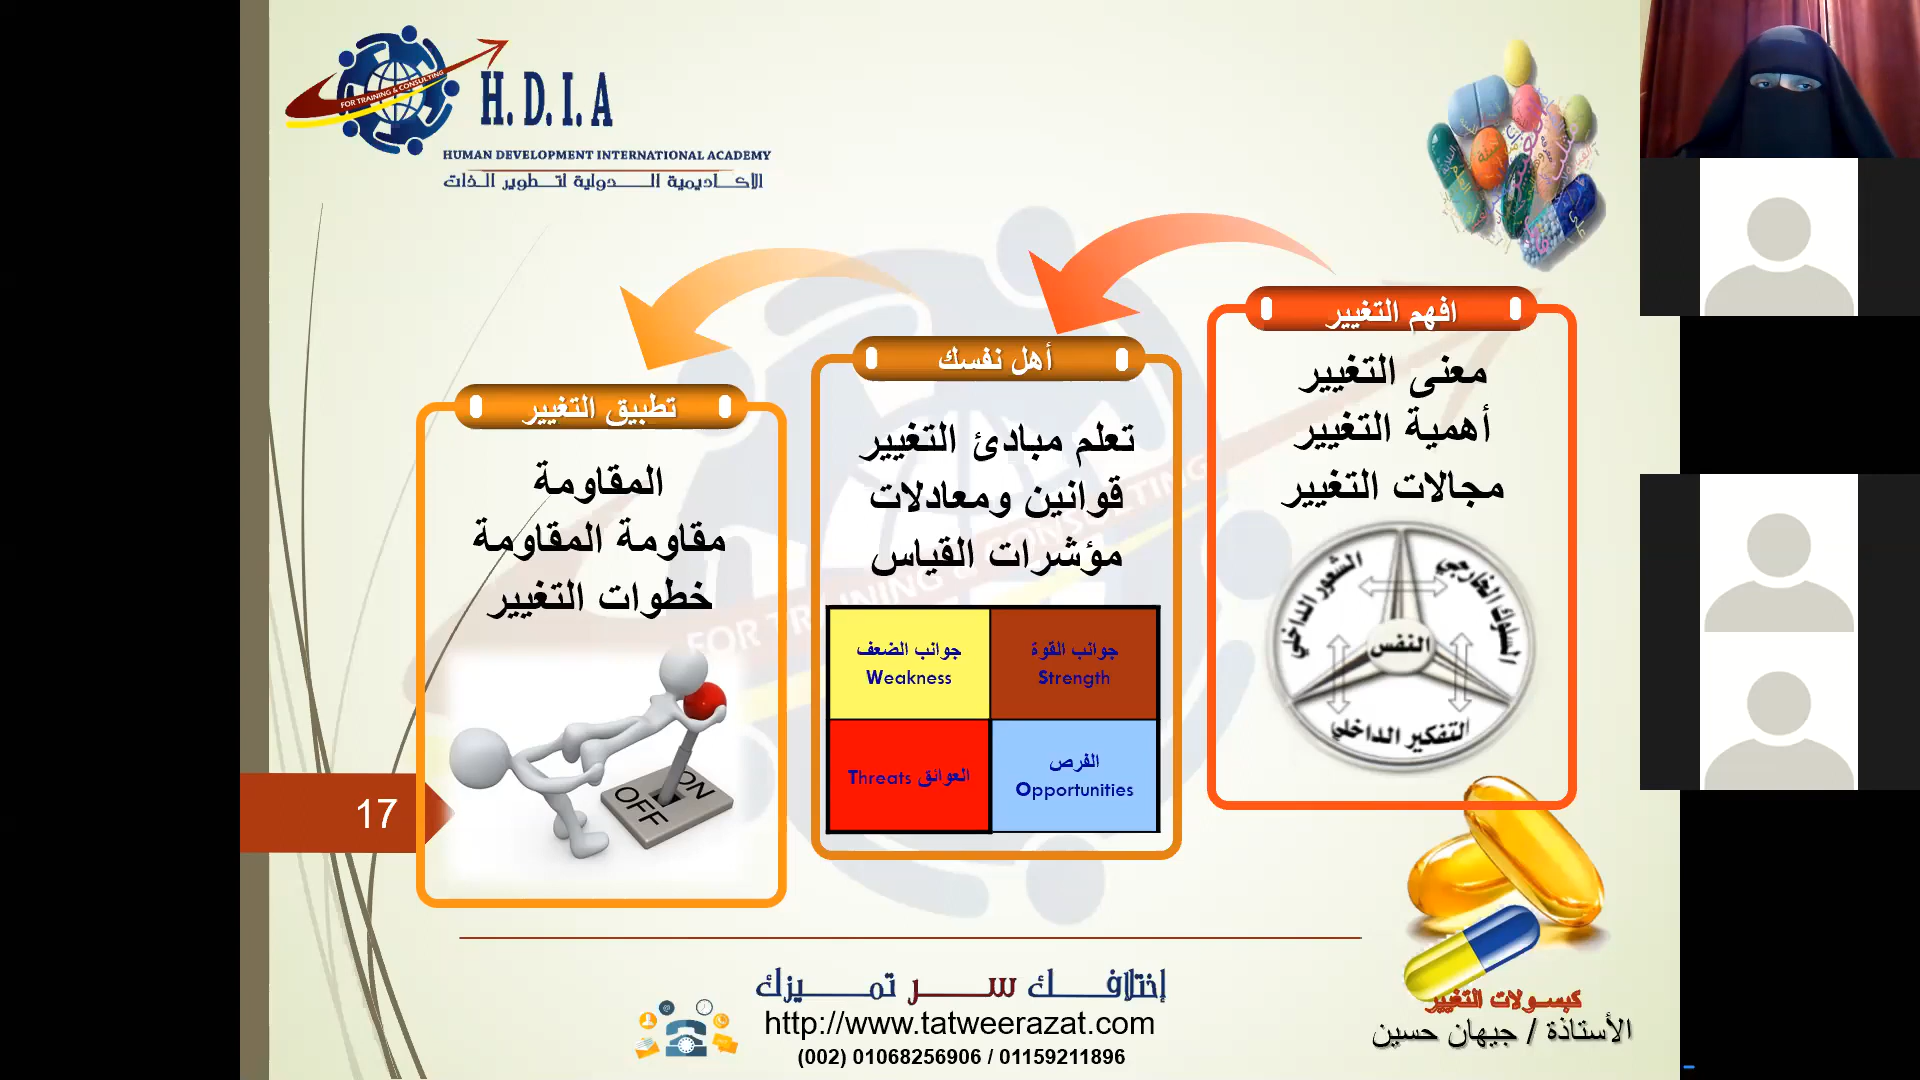 FOR TRAINING & CONSULTING
H.D.I.A
HUMAN DEVELOPMENT INTERNATIONAL ACADEMY
الأكاديمية الدولية لتطوير الذات
افهم التغيير
معنى التغيير
أهمية التغيير
مجالات التغيير
الشعور الداخلي
السلوك الخارجي
النفس
التفكير الداخلي
أهل نفسك
تعلم مبادئ التغيير
قوانين ومعادلات
مؤشرات القياس
جوانب القوة
Strength
جوانب الضعف
Weakness
الفرص
Opportunities
العوائق Threats
تطبيق التغيير
المقاومة
مقاومة المقاومة
خطوات التغيير
ON
OFF
17
إختلافك سر تميزك
http://www.tatweerazat.com
(002) 01068256906 / 01159211896
كبسولات التغيير
الأستاذة / جيهان حسين